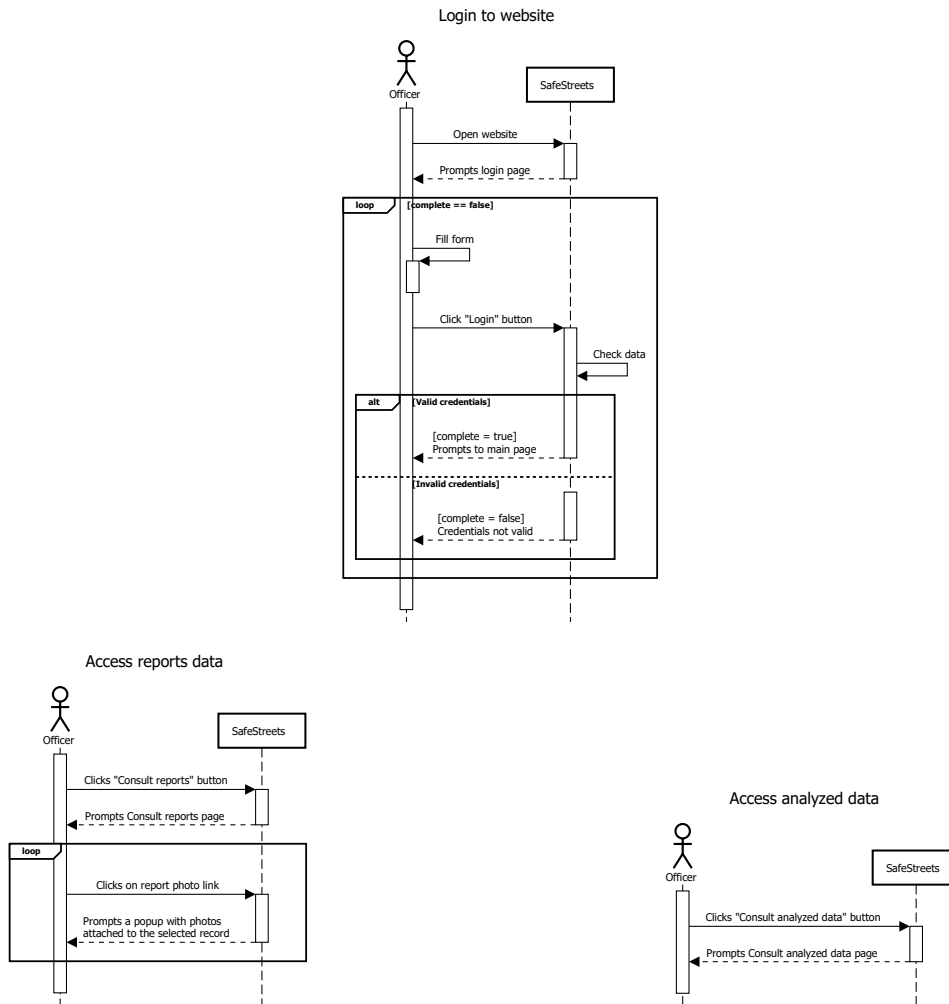 Login to website
Officer
SafeStreets
Open website
Prompts login page
loop
[complete == false]
Fill form
Click "Login" button
Check data
alt
[Valid credentials]
[complete = true]
Prompts to main page
[Invalid credentials]
[complete = false]
Credentials not valid
Access reports data
Officer
SafeStreets
Clicks "Consult reports" button
Prompts Consult reports page
loop
Clicks on report photo link
Prompts a popup with photos
attached to the selected record
Access analyzed data
Officer
SafeStreets
Clicks "Consult analyzed data" button
Prompts Consult analyzed data page